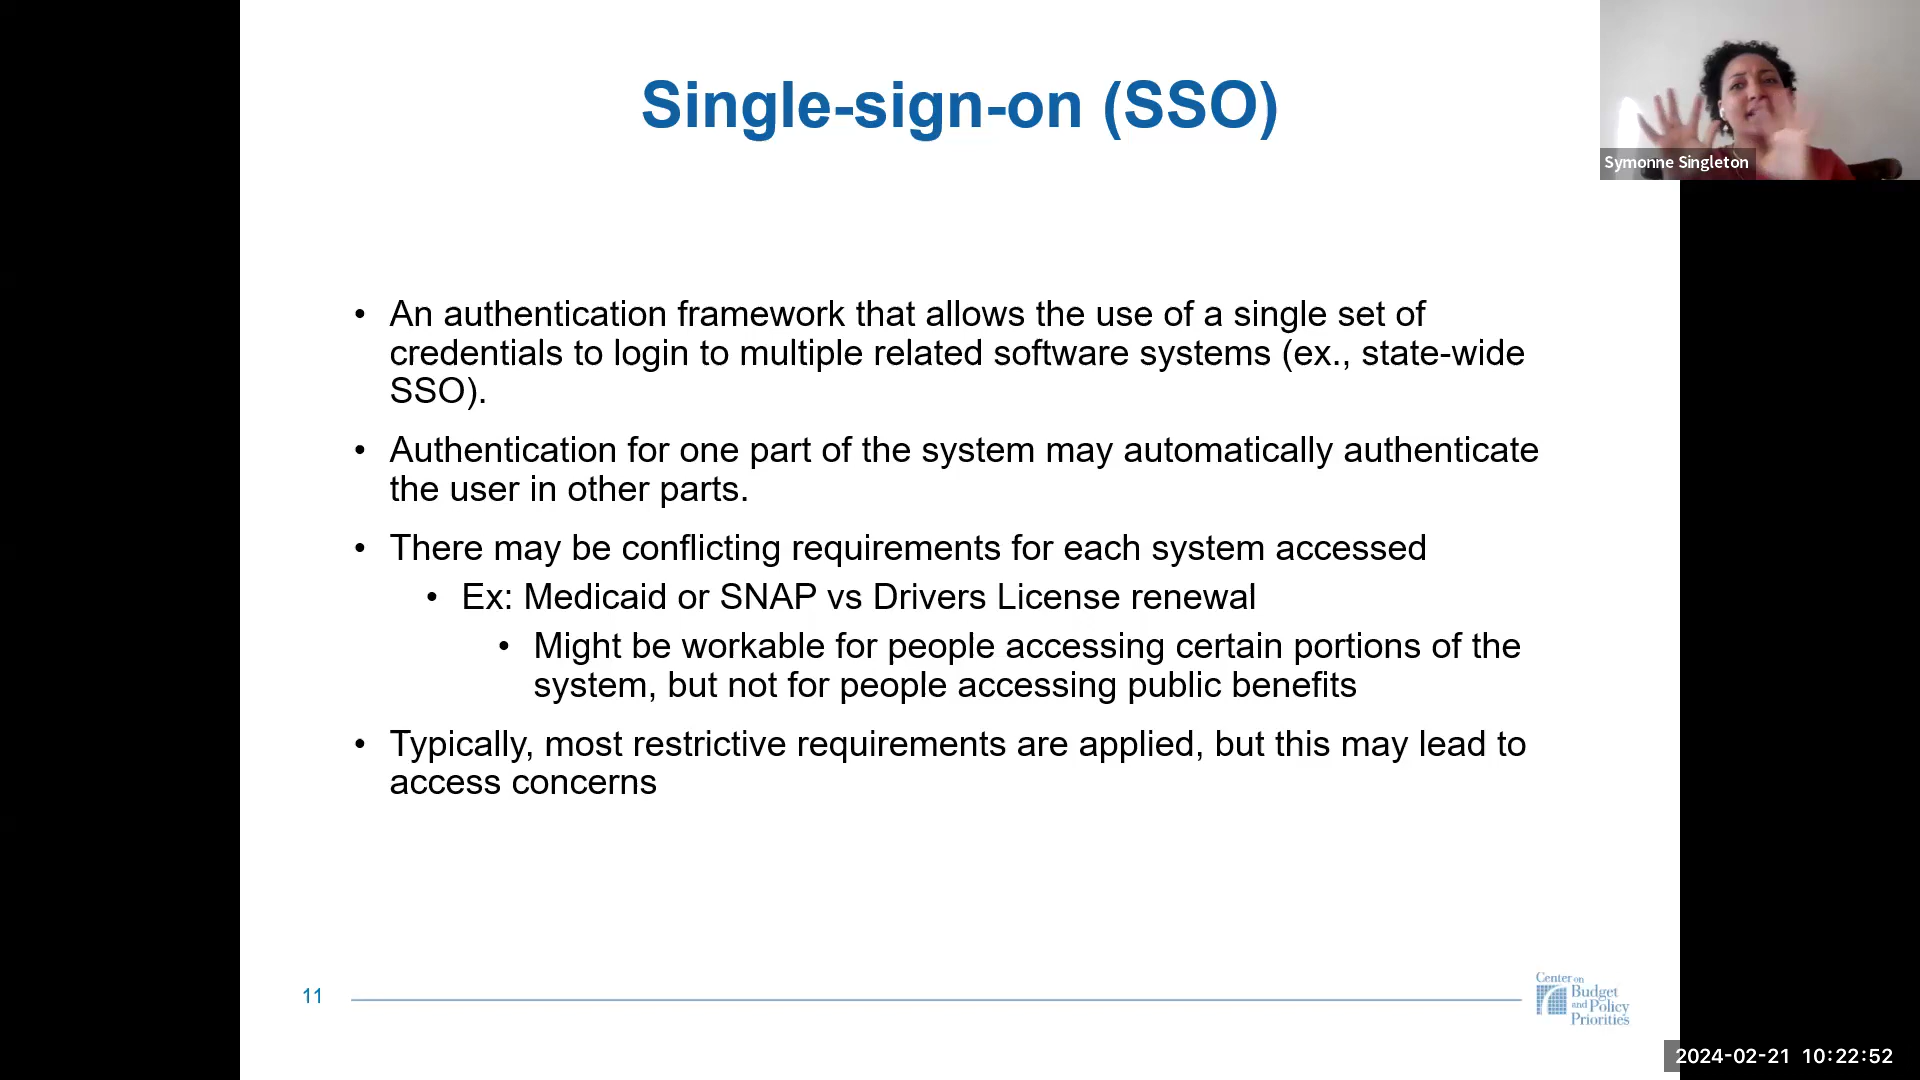 Single-sign-on (SSO)
Symonne Singleton
• An authentication framework that allows the use of a single set of
credentials to login to multiple related software systems (ex., state-wide
SSO).
• Authentication for one part of the system may automatically authenticate
the user in other parts.
• There may be conflicting requirements for each system accessed
• Ex: Medicaid or SNAP vs Drivers License renewal
• Might be workable for people accessing certain portions of the
system, but not for people accessing public benefits
• Typically, most restrictive requirements are applied, but this may lead to
access concerns
11
Center on
Budget
and Policy
Priorities
2024-02-21 10:22:52